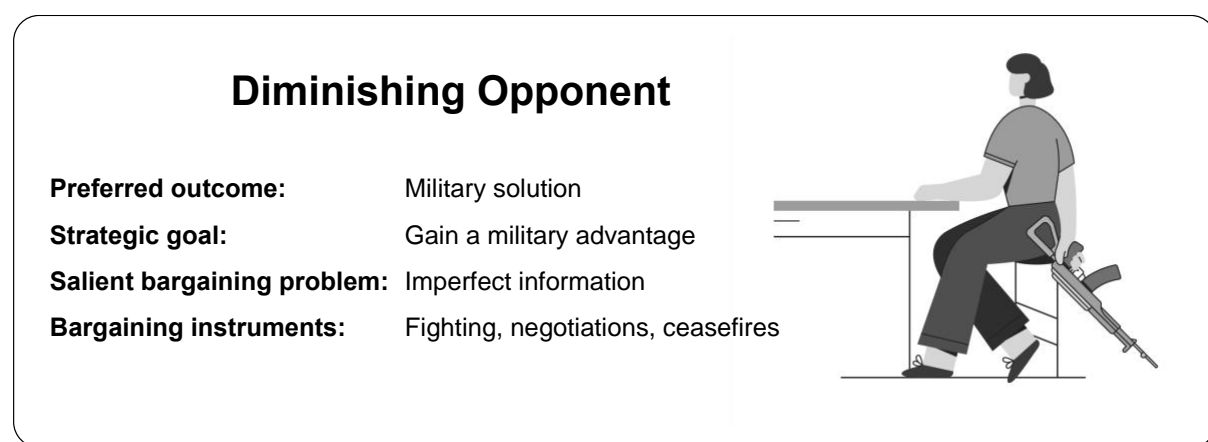 Diminishing Opponent
Preferred outcome: Military solution
Strategic goal: Gain a military advantage
Salient bargaining problem: Imperfect information
Bargaining instruments: Fighting, negotiations, ceasefires